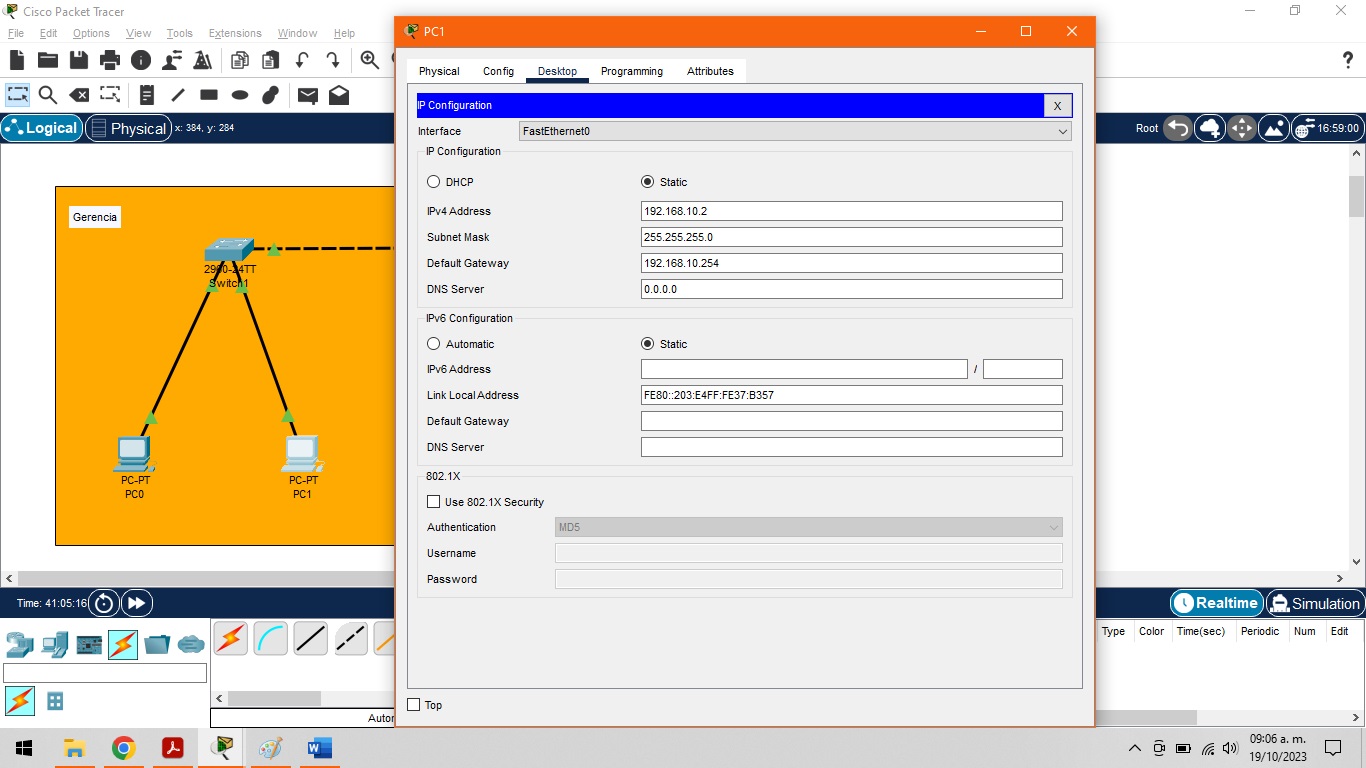 Cisco Packet Tracer
File Edit Options View Tools Extensions Window Help
?
Logical
Physical
x: 384, y: 284
Root
16:59:00
Gerencia
2960-24TT
Switch1
PC-PT
PC0
PC-PT
PC1
PC1
Physical Config Desktop Programming Attributes
IP Configuration
X
Interface FastEthernet0
IP Configuration
DHCP Static
IPv4 Address 192.168.10.2
Subnet Mask 255.255.255.0
Default Gateway 192.168.10.254
DNS Server 0.0.0.0
IPv6 Configuration
Automatic Static
IPv6 Address /
Link Local Address FE80::203:E4FF:FE37:B357
Default Gateway
DNS Server
802.1X
Use 802.1X Security
Authentication MD5
Username
Password
Top
Time: 41:05:16
Realtime
Simulation
Type Color Time(sec) Periodic Num Edit
Autor
09:06 a. m.
19/10/2023